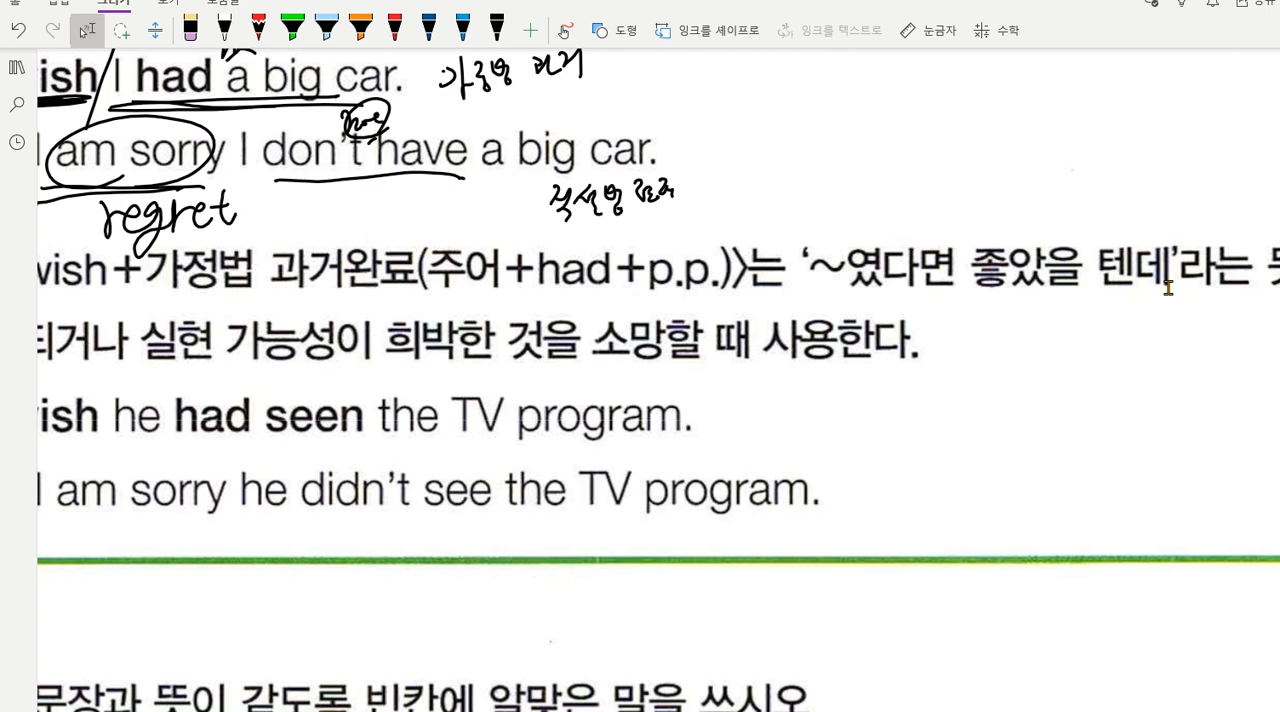 도형 잉크를 셰이프로 잉크를 텍스트로 눈금자 수학
ish I had a big car. 가정법 과거
have
I am sorry I don't have a big car.
직설법 현재
regret
wish+가정법 과거완료(주어+had+p.p.)〉는 '~였다면 좋았을 텐데'라는
되거나 실현 가능성이 희박한 것을 소망할 때 사용한다.
ish he had seen the TV program.
I am sorry he didn't see the TV program.
문장과 뜻이 같도록 빈칸에 알맞은 말을 쓰시오